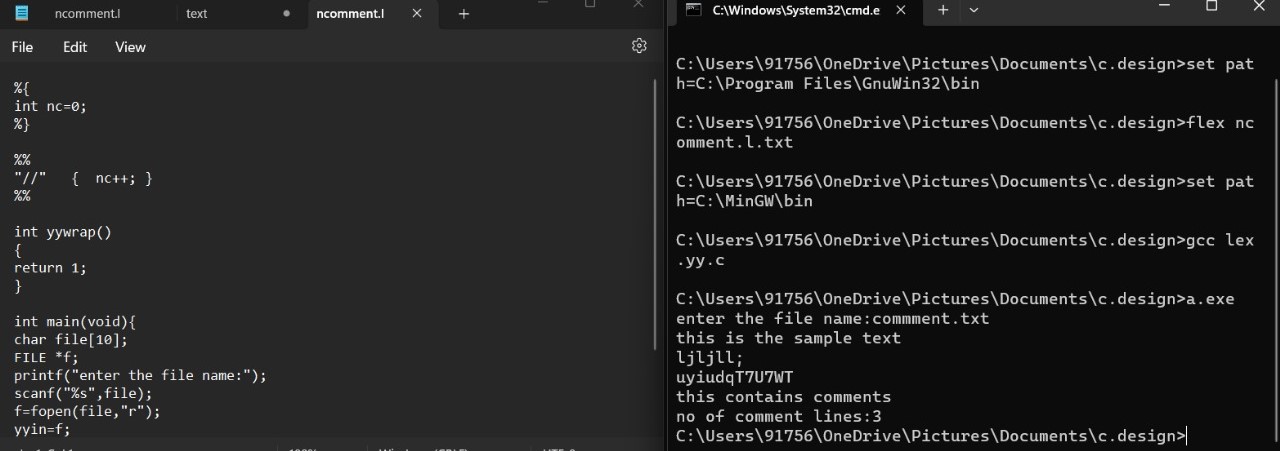 ncomment.l
text
ncomment.l
File Edit View
%{
int nc=0;
%}
%%
"//" { nc++; }
%%
int yywrap()
{
return 1;
}
int main(void){
char file[10];
FILE *f;
printf("enter the file name:");
scanf("%s",file);
f=fopen(file,"r");
yyin=f;
C:\Windows\System32\cmd.e
C:\Users\91756\OneDrive\Pictures\Documents\c.design>set pat
h=C:\Program Files\GnuWin32\bin
C:\Users\91756\OneDrive\Pictures\Documents\c.design>flex nc
omment.l.txt
C:\Users\91756\OneDrive\Pictures\Documents\c.design>set pat
h=C:\MinGW\bin
C:\Users\91756\OneDrive\Pictures\Documents\c.design>gcc lex
.yy.c
C:\Users\91756\OneDrive\Pictures\Documents\c.design>a.exe
enter the file name:commment.txt
this is the sample text
ljljll;
uyiudqT7U7WT
this contains comments
no of comment lines:3
C:\Users\91756\OneDrive\Pictures\Documents\c.design>